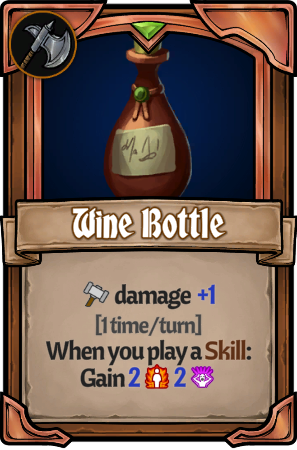 Wine Bottle
damage +1
[1 time/turn]
When you play a Skill:
Gain 2 2